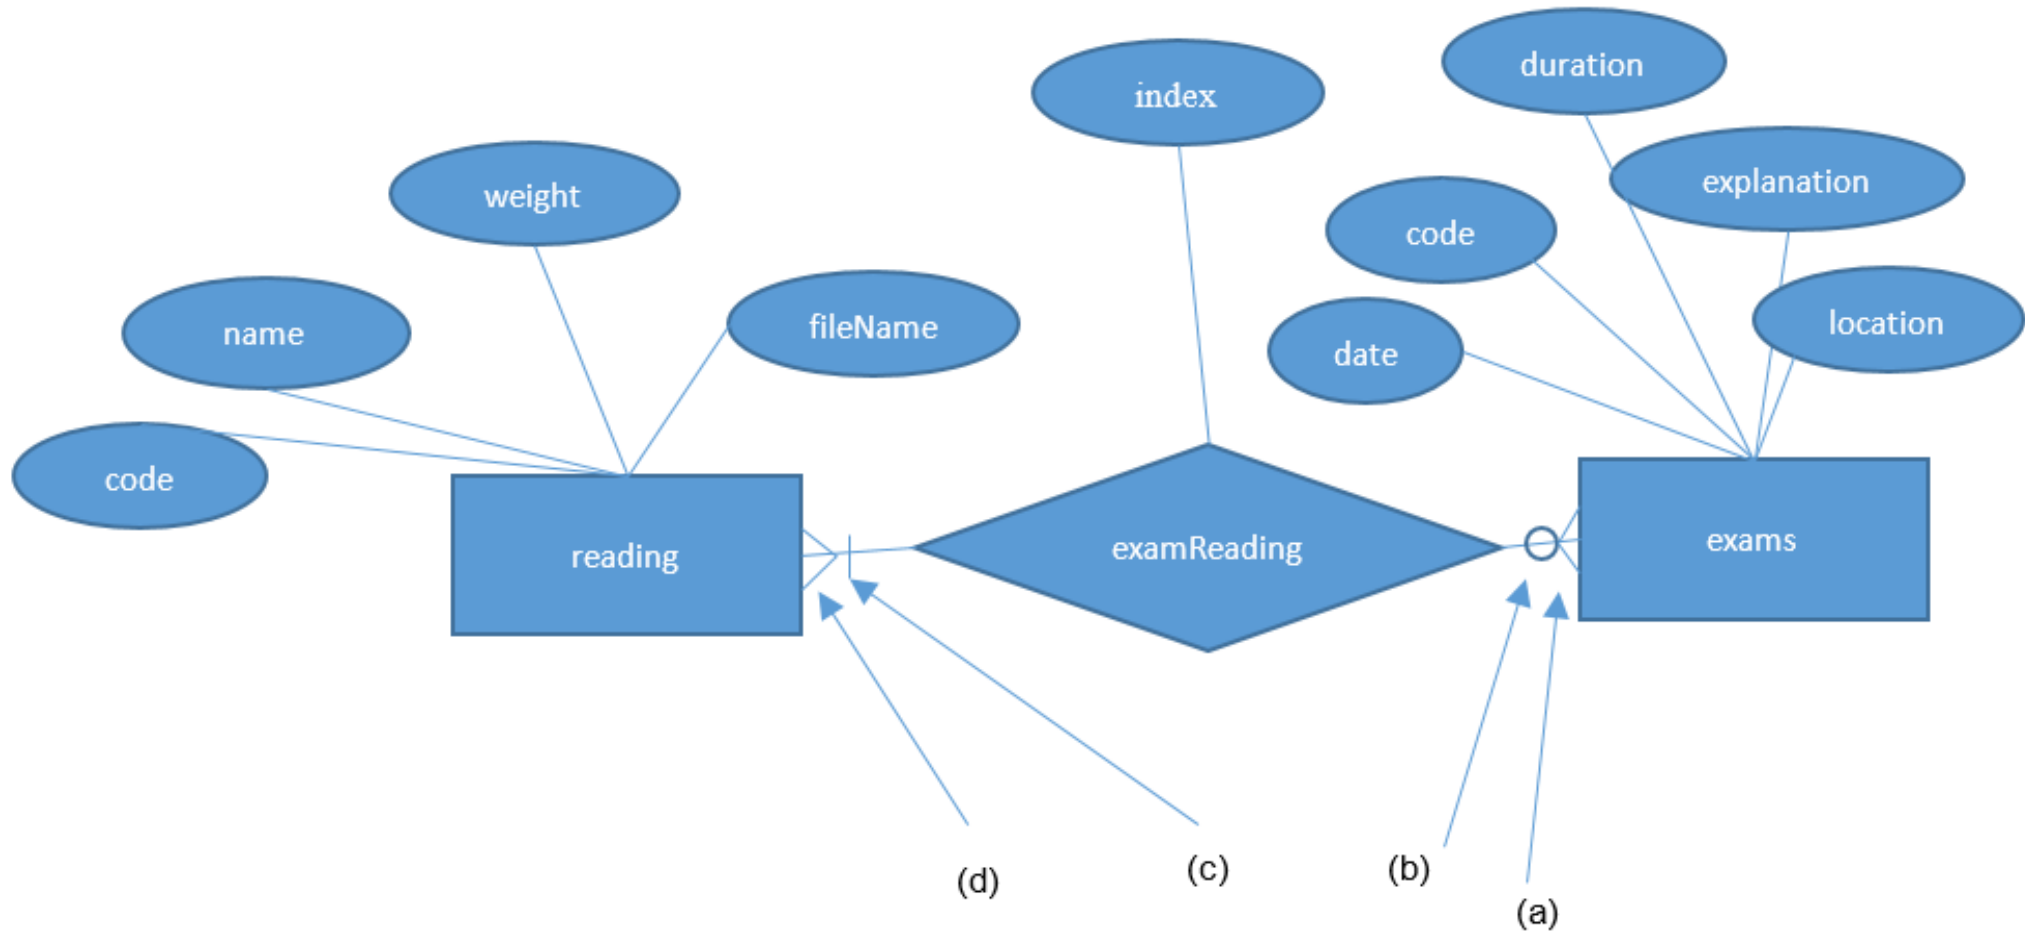 duration
index
explanation
weight
code
fileName
location
name
date
code
exams
examReading
reading
(c)
(b)
(d)
(a)